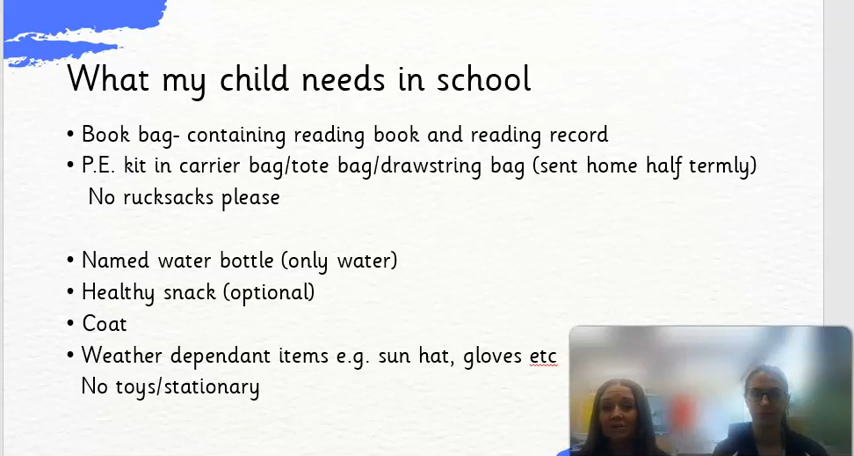 What my child needs in school
• Book bag- containing reading book and reading record
• P.E. kit in carrier bag/tote bag/drawstring bag (sent home half termly)
No rucksacks please
• Named water bottle (only water)
• Healthy snack (optional)
• Coat
• Weather dependant items e.g. sun hat, gloves etc
No toys/stationary